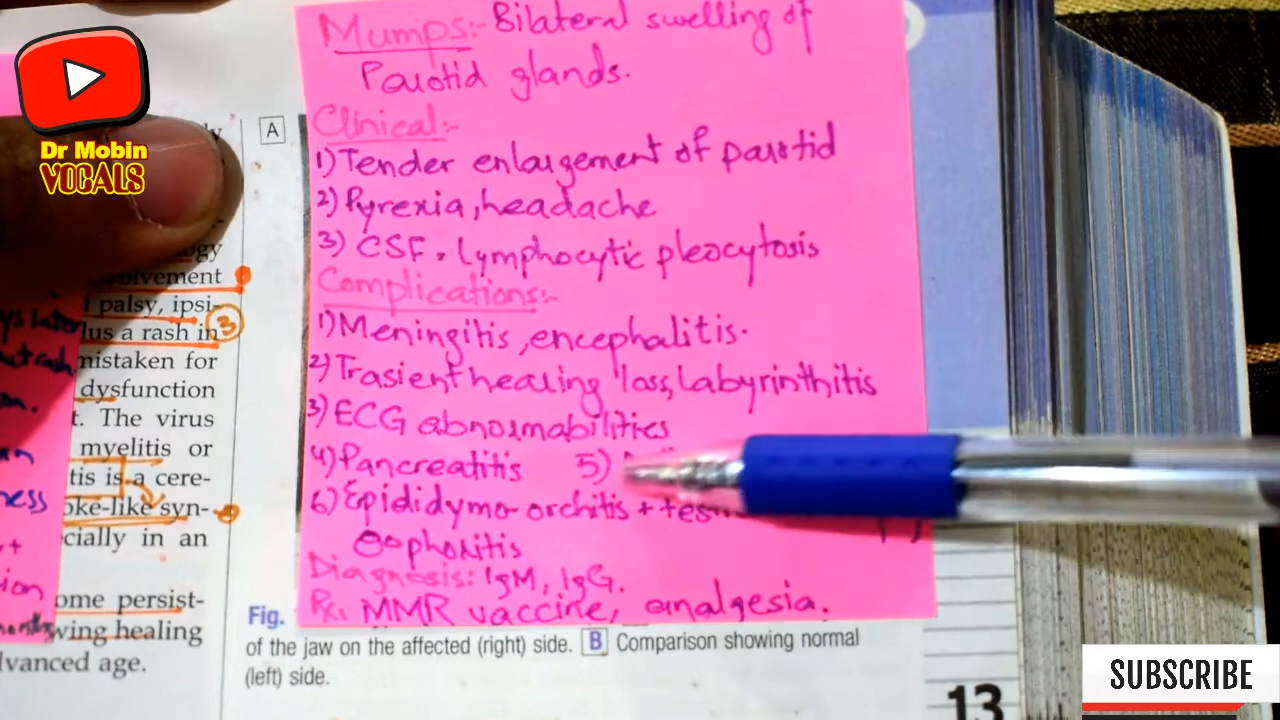 Mumps:- Bilateral swelling of
Parotid glands.
Clinical:-
1) Tender enlargement of parotid
2) Pyrexia, headache
3) CSF = Lymphocytic pleocytosis
Complications:-
1) Meningitis, encephalitis.
2) Trasient hearing loss, Labyrinthitis
3) ECG abnormabilities
4) Pancreatitis 5)
6) Epididymo-orchitis +
Oophoritis
Diagnosis: IgM, IgG.
Rx: MMR vaccine, analgesia.
Dr Mobin
VOCALS
A
palsy, ipsi-
lus a rash in
3
mistaken for
dysfunction
t. The virus
myelitis or
tis is a cere-
oke-like syn-
cially in an
ome persist-
wing healing
dvanced age.
Fig.
of the jaw on the affected (right) side. B Comparison showing normal
(left) side.
13
SUBSCRIBE